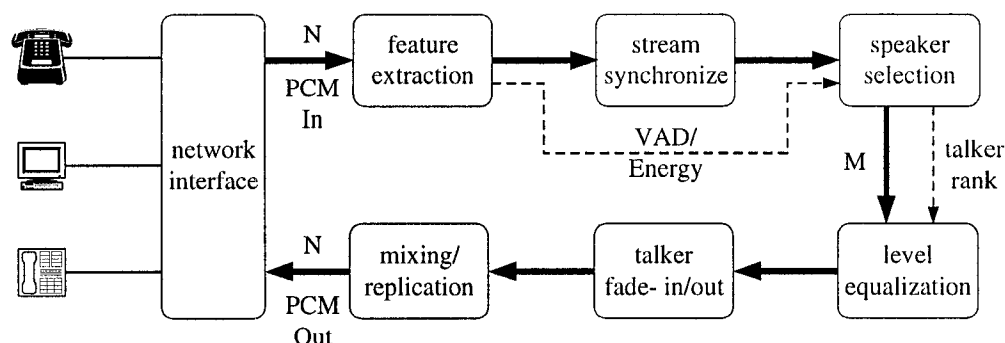 N
PCM
In
feature
extraction
stream
synchronize
speaker
selection
VAD/
Energy
network
interface
M
talker
rank
N
PCM
Out
mixing/
replication
talker
fade- in/out
level
equalization